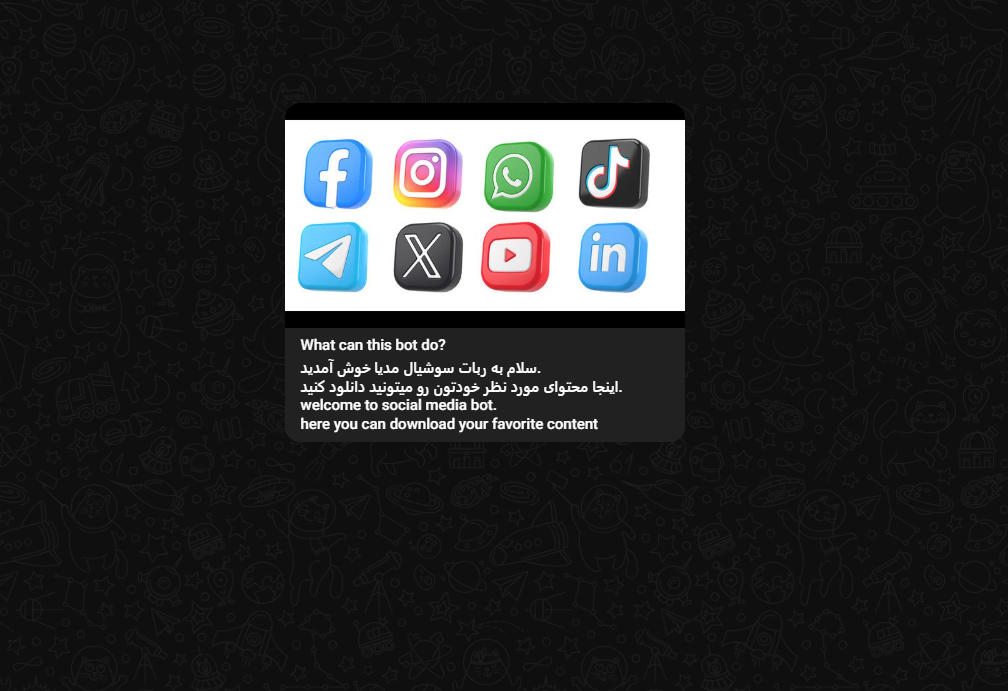 What can this bot do?
سلام به ربات سوشیال مدیا خوش آمدید.
اینجا محتوای مورد نظر خودتون رو میتونید دانلود کنید.
welcome to social media bot.
here you can download your favorite content